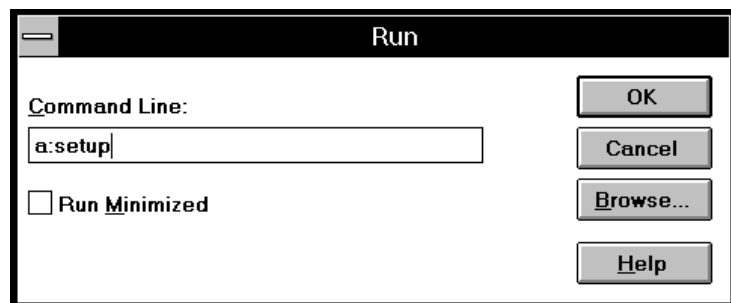 Run
Command Line:
a:setup
Run Minimized
OK
Cancel
Browse...
Help